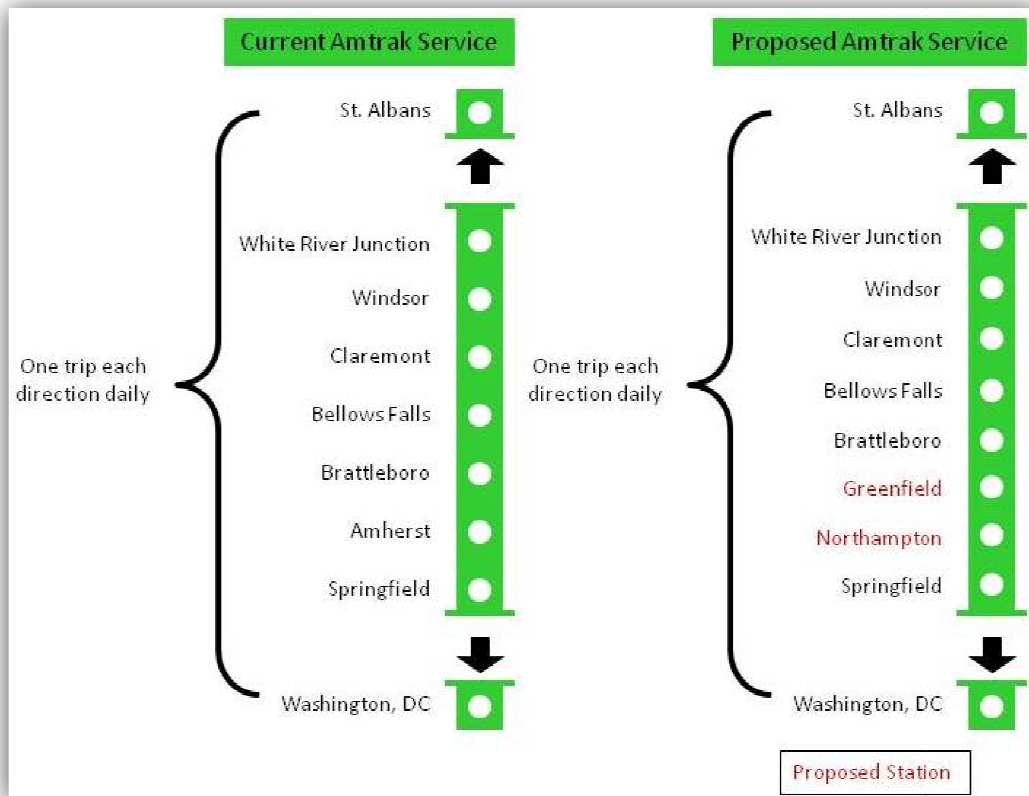 Current Amtrak Service
St. Albans
White River Junction
Windsor
Claremont
One trip each
direction daily
Bellows Falls
Brattleboro
Amherst
Springfield
Washington, DC
Proposed Amtrak Service
St. Albans
White River Junction
Windsor
Claremont
One trip each
direction daily
Bellows Falls
Brattleboro
Greenfield
Northampton
Springfield
Washington, DC
Proposed Station